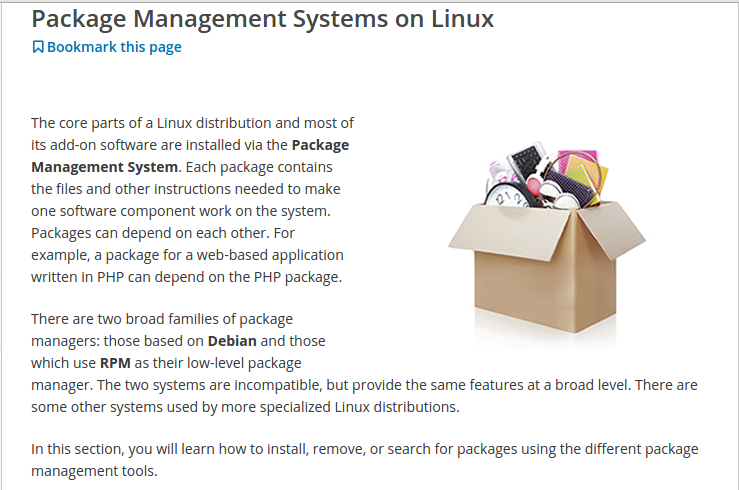 Package Management Systems on Linux
Bookmark this page
The core parts of a Linux distribution and most of
its add-on software are installed via the Package
Management System. Each package contains
the files and other instructions needed to make
one software component work on the system.
Packages can depend on each other. For
example, a package for a web-based application
written in PHP can depend on the PHP package.
There are two broad families of package
managers: those based on Debian and those
which use RPM as their low-level package
manager. The two systems are incompatible, but provide the same features at a broad level. There are
some other systems used by more specialized Linux distributions.
In this section, you will learn how to install, remove, or search for packages using the different package
management tools.